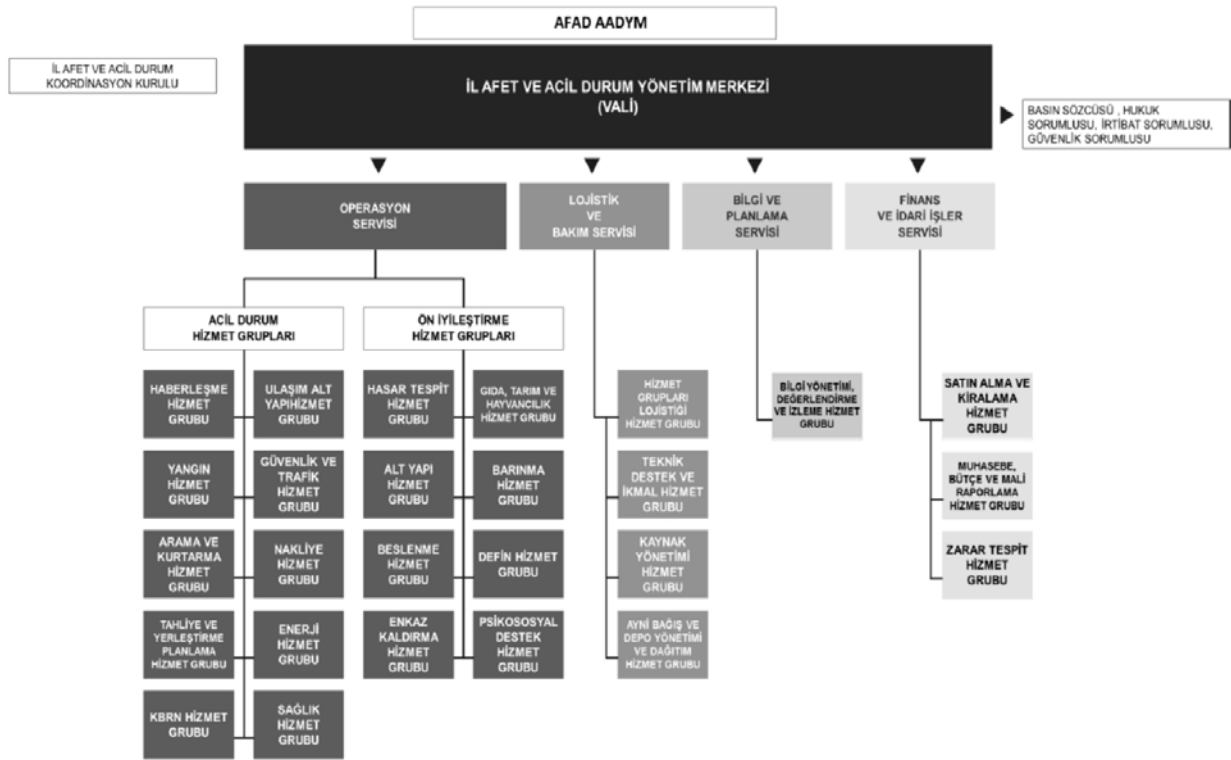 AFAD AADYM
İL AFET VE ACİL DURUM
KOORDİNASYON KURULU
İL AFET VE ACİL DURUM YÖNETİM MERKEZİ
(VALİ)
BASIN SÖZCÜSÜ , HUKUK
SORUMLUSU, İRTİBAT SORUMLUSU,
GÜVENLİK SORUMLUSU
OPERASYON
SERVİSİ
LOJİSTİK
VE
BAKIM SERVİSİ
BİLGİ VE
PLANLAMA
SERVİSİ
FİNANS
VE İDARİ İŞLER
SERVİSİ
ACİL DURUM
HİZMET GRUPLARI
ÖN İYİLEŞTİRME
HİZMET GRUPLARI
HABERLEŞME
HİZMET
GRUBU
ULAŞIM ALT
YAPIHİZMET
GRUBU
HASAR TESPİT
HİZMET
GRUBU
GIDA, TARIM VE
HAYVANCILIK
HİZMET GRUBU
HİZMET
GRUPLARI
LOJİSTİĞİ
HİZMET GRUBU
BİLGİ YÖNETİMİ,
DEĞERLENDİRME
VE İZLEME HİZMET
GRUBU
SATIN ALMA VE
KİRALAMA
HİZMET
GRUBU
YANGIN
HİZMET
GRUBU
GÜVENLİK VE
TRAFİK
HİZMET
GRUBU
ALT YAPI
HİZMET
GRUBU
BARINMA
HİZMET
GRUBU
TEKNİK
DESTEK VE
İKMAL HİZMET
GRUBU
MUHASEBE,
BÜTÇE VE MALİ
RAPORLAMA
HİZMET GRUBU
ARAMA VE
KURTARMA
HİZMET
GRUBU
NAKLİYE
HİZMET
GRUBU
BESLENME
HİZMET
GRUBU
DEFİN HİZMET
GRUBU
KAYNAK
YÖNETİMİ
HİZMET
GRUBU
ZARAR TESPİT
HİZMET
GRUBU
TAHLİYE VE
YERLEŞTİRME
PLANLAMA
HİZMET GRUBU
ENERJİ
HİZMET
GRUBU
ENKAZ
KALDIRMA
HİZMET
GRUBU
PSİKOSOSYAL
DESTEK
HİZMET
GRUBU
AYNİ BAĞIŞ VE
DEPO YÖNETİMİ
VE DAĞITIM
HİZMET GRUBU
KBRN HİZMET
GRUBU
SAĞLIK
HİZMET
GRUBU